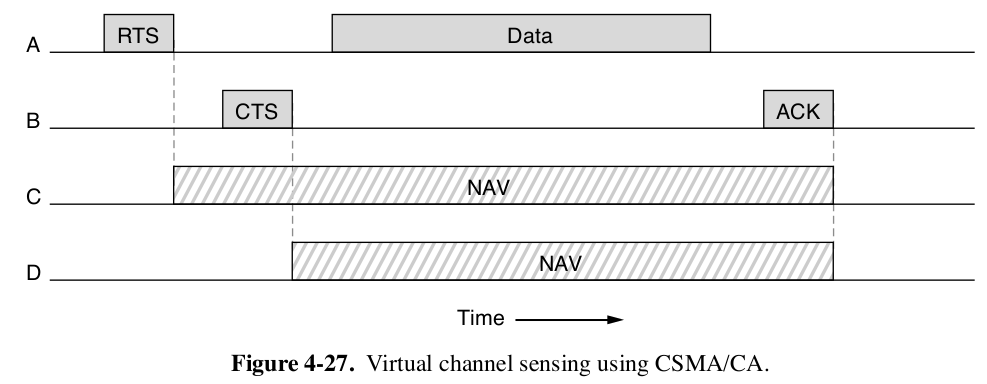 A RTS Data
B CTS ACK
C NAV
D NAV
Time
Figure 4-27. Virtual channel sensing using CSMA/CA.